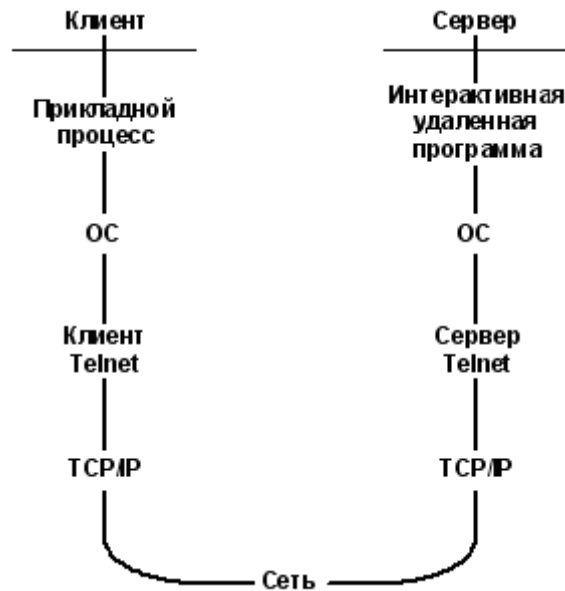 Клиент
Прикладной
процесс
ОС
Клиент
Telnet
TCP/IP
Сервер
Интерактивная
удаленная
программа
ОС
Сервер
Telnet
TCP/IP
Сеть